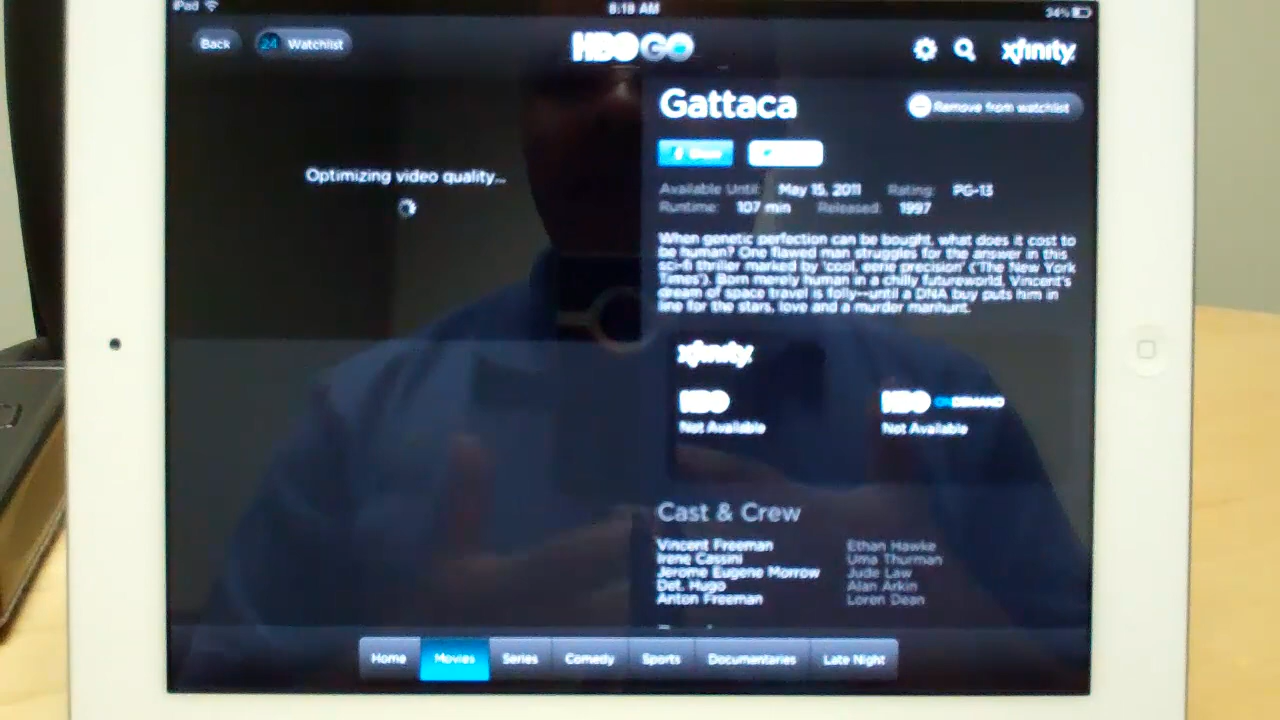 iPad
8:19 AM
34%
Back
24 Watchlist
HBO GO
xfinity
Gattaca
Remove from watchlist
Share
Available Until: May 15, 2011 Rating: PG-13
Runtime: 107 min Released: 1997
When genetic perfection can be bought, what does it cost to
be human? One flawed man struggles for the answer in this
sci-fi thriller marked by 'cool, eerie precision' ('The New York
Times'). Born merely human in a chilly futureworld, Vincent's
dream of space travel is folly--until a DNA buy puts him in
line for the stars, love and a murder manhunt.
Optimizing video quality...
xfinity
HBO
Not Available
HBO ON DEMAND
Not Available
Cast & Crew
Vincent Freeman Ethan Hawke
Irene Cassini Uma Thurman
Jerome Eugene Morrow Jude Law
Det. Hugo Alan Arkin
Anton Freeman Loren Dean
Home
Movies
Series
Comedy
Sports
Documentaries
Late Night